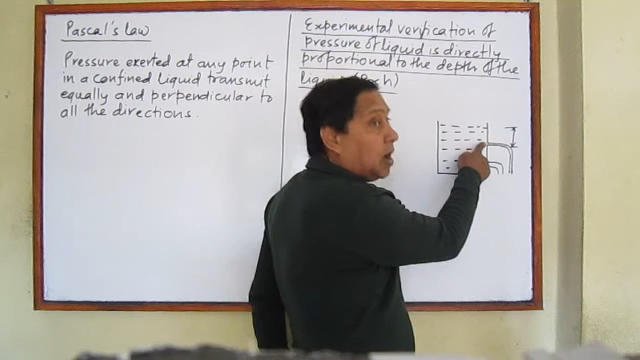 Pascal's law
Pressure exerted at any point
in a confined liquid transmit
equally and perpendicular to
all the directions.
Experimental verification of
pressure of liquid is directly
proportional to the depth of the
h)